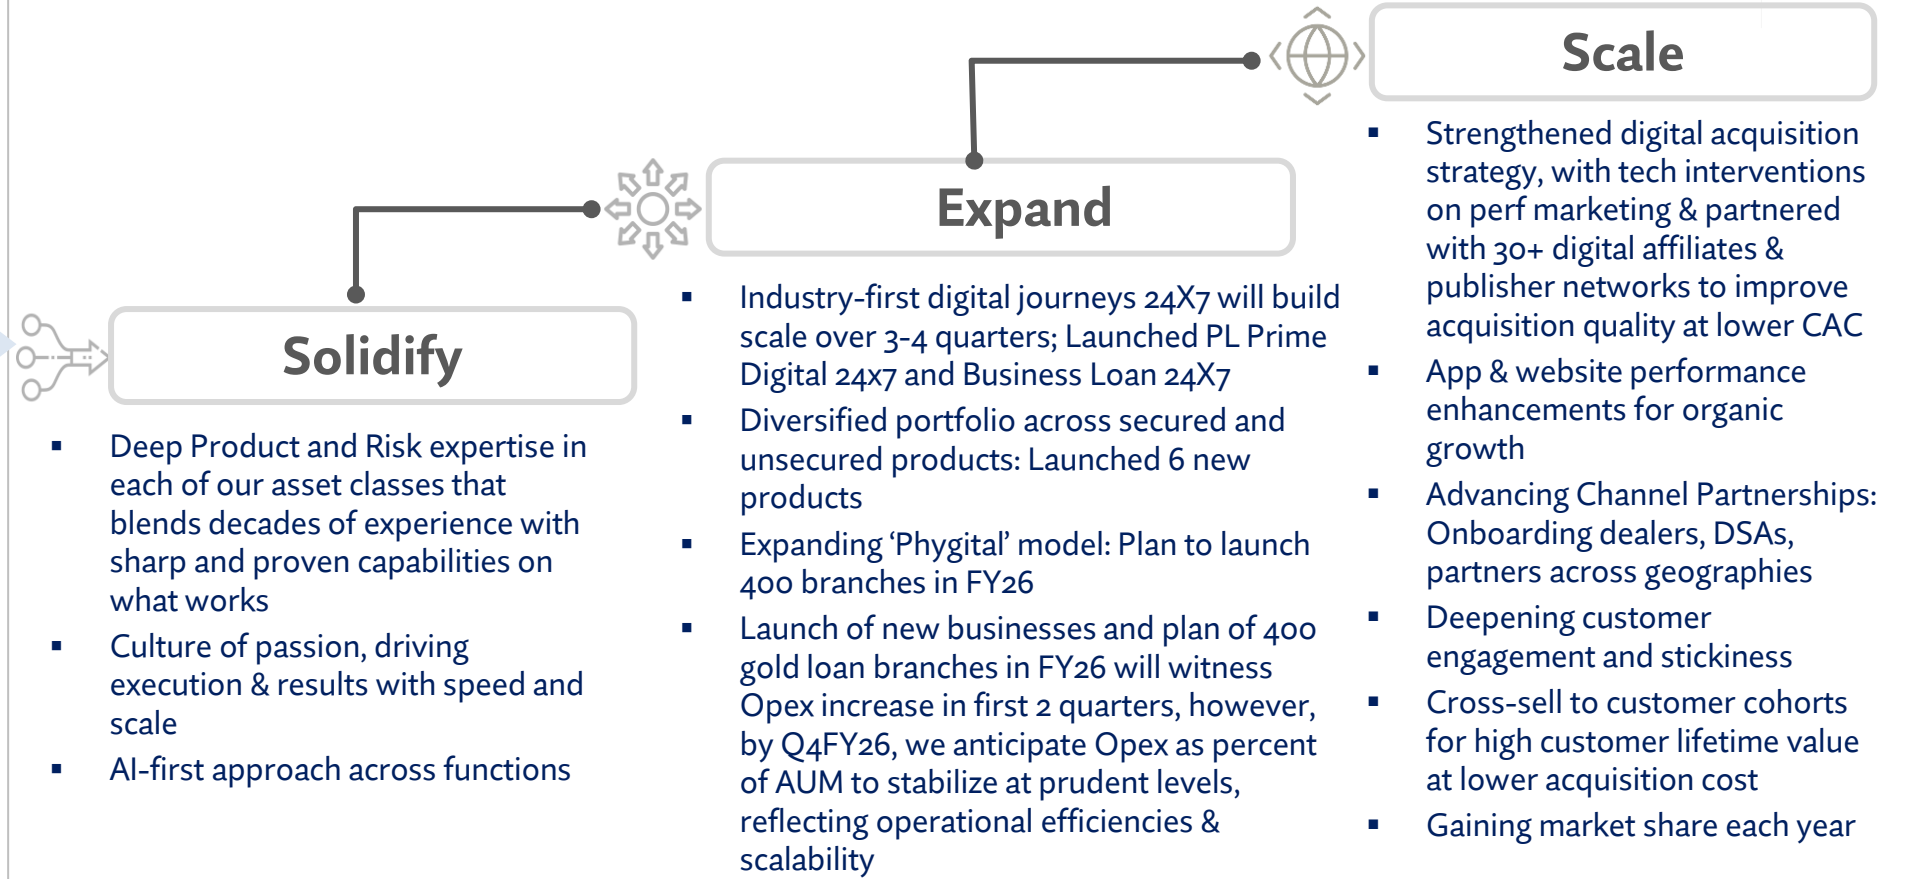 Solidify
Deep Product and Risk expertise in
each of our asset classes that
blends decades of experience with
sharp and proven capabilities on
what works
Culture of passion, driving
execution & results with speed and
scale
AI-first approach across functions
Expand
Industry-first digital journeys 24X7 will build
scale over 3-4 quarters; Launched PL Prime
Digital 24x7 and Business Loan 24X7
Diversified portfolio across secured and
unsecured products: Launched 6 new
products
Expanding ‘Phygital’ model: Plan to launch
400 branches in FY26
Launch of new businesses and plan of 400
gold loan branches in FY26 will witness
Opex increase in first 2 quarters, however,
by Q4FY26, we anticipate Opex as percent
of AUM to stabilize at prudent levels,
reflecting operational efficiencies &
scalability
Scale
Strengthened digital acquisition
strategy, with tech interventions
on perf marketing & partnered
with 30+ digital affiliates &
publisher networks to improve
acquisition quality at lower CAC
App & website performance
enhancements for organic
growth
Advancing Channel Partnerships:
Onboarding dealers, DSAs,
partners across geographies
Deepening customer
engagement and stickiness
Cross-sell to customer cohorts
for high customer lifetime value
at lower acquisition cost
Gaining market share each year